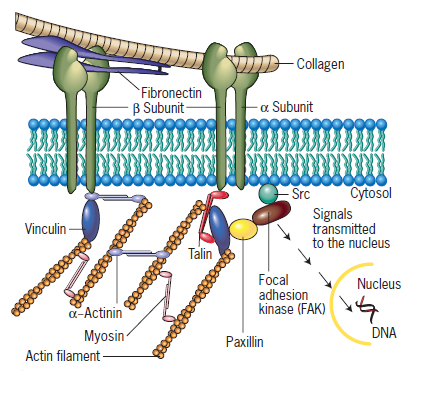 Collagen
Fibronectin
β Subunit
α Subunit
Src
Cytosol
Signals
transmitted
to the nucleus
Vinculin
Talin
Focal
adhesion
kinase (FAK)
Nucleus
α–Actinin
Myosin
Paxillin
DNA
Actin filament